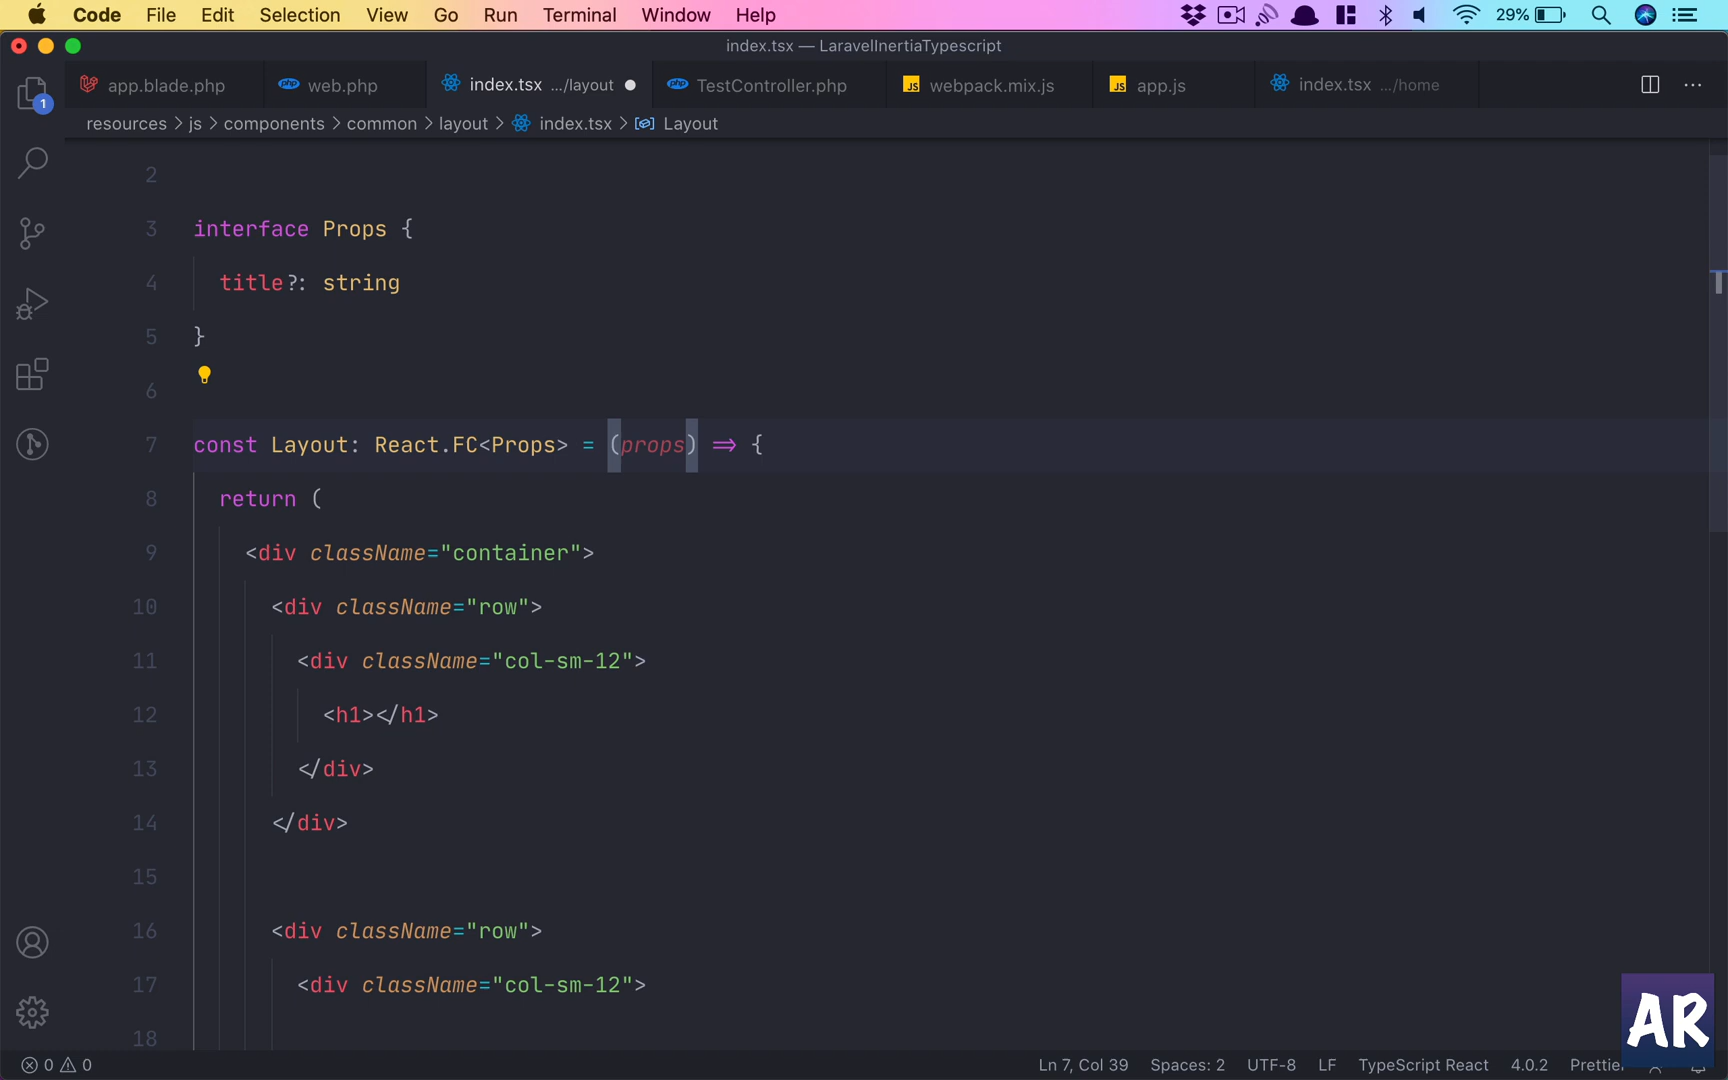 Code File Edit Selection View Go Run Terminal Window Help 29%
index.tsx — LaravelInertiaTypescript
app.blade.php web.php index.tsx .../layout TestController.php JS webpack.mix.js JS app.js index.tsx .../home
1
resources > js > components > common > layout > index.tsx > Layout
2
3 interface Props {
4 title?: string
5 }
6
7 const Layout: React.FC<Props> = (props) => {
8 return (
9 <div className="container">
10 <div className="row">
11 <div className="col-sm-12">
12 <h1></h1>
13 </div>
14 </div>
15
16 <div className="row">
17 <div className="col-sm-12">
18
AR
0 0 Ln 7, Col 39 Spaces: 2 UTF-8 LF TypeScript React 4.0.2